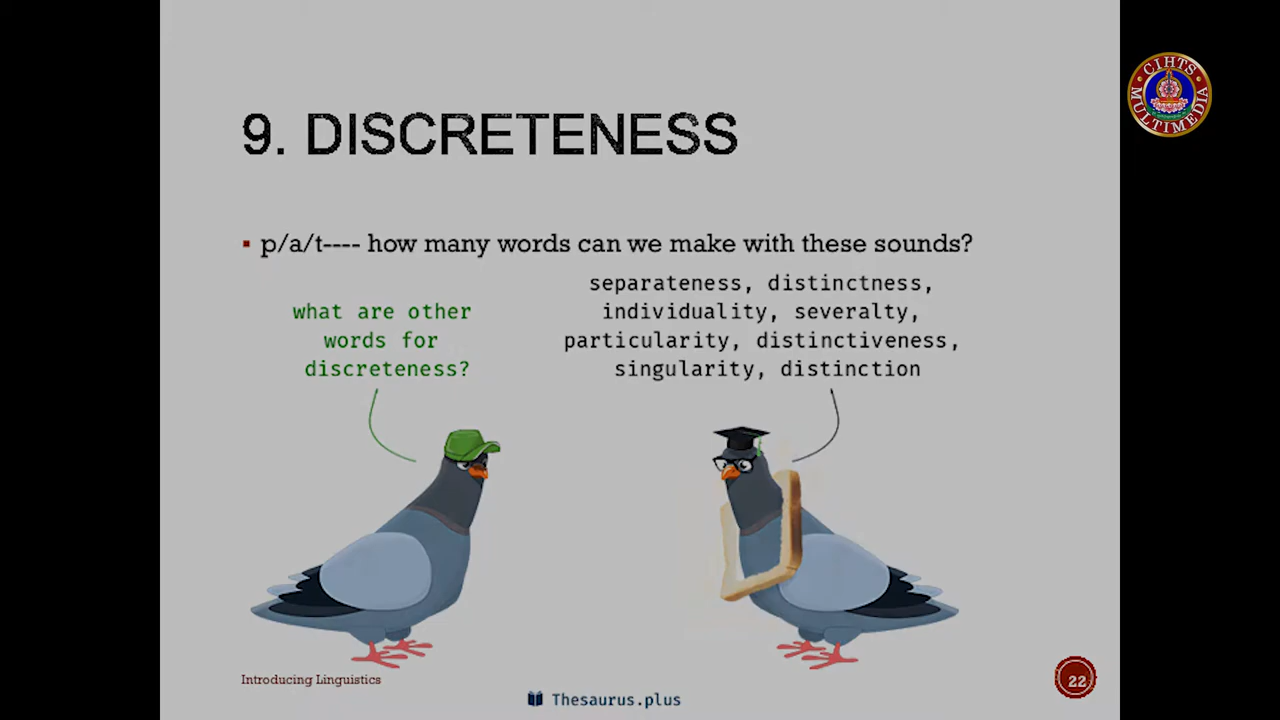 CIHTS
MULTIMEDIA
9. DISCRETENESS
▪ p/a/t---- how many words can we make with these sounds?
what are other
words for
discreteness?
separateness, distinctness,
individuality, severalty,
particularity, distinctiveness,
singularity, distinction
Introducing Linguistics
22
Thesaurus.plus